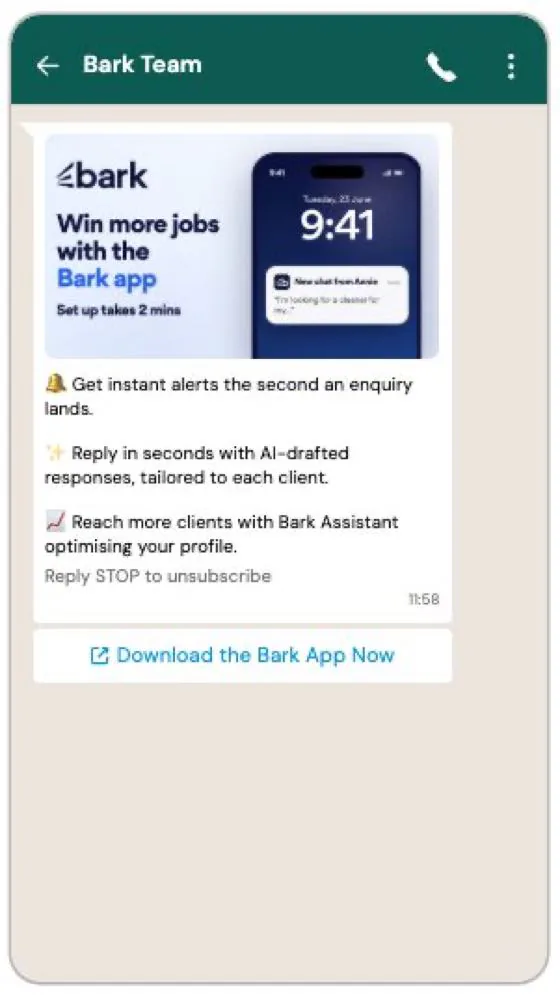 Bark Team
bark
Win more jobs
with the
Bark app
Set up takes 2 mins
9:41
Tuesday, 23 June
9:41
New chat from Annie
"I'm looking for a cleaner for
my..."
🔔 Get instant alerts the second an enquiry
lands.
✨ Reply in seconds with AI-drafted
responses, tailored to each client.
📈 Reach more clients with Bark Assistant
optimising your profile.
Reply STOP to unsubscribe
11:58
Download the Bark App Now